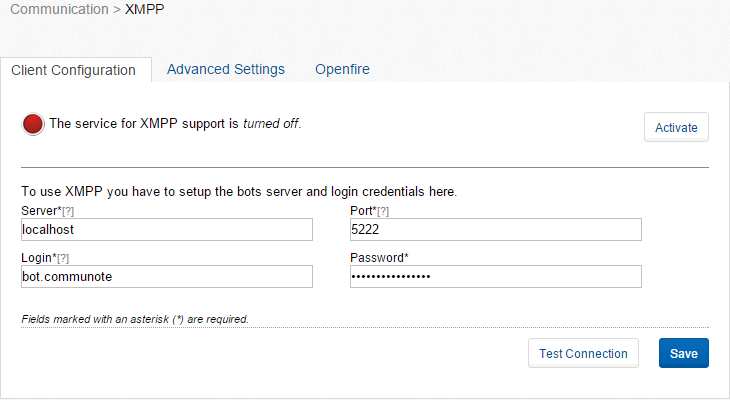 Communication > XMPP
Client Configuration Advanced Settings Openfire
The service for XMPP support is turned off.
Activate
To use XMPP you have to setup the bots server and login credentials here.
Server*[?] Port*[?]
localhost 5222
Login*[?] Password*
bot.communote ••••••••••••••••
Fields marked with an asterisk (*) are required.
Test Connection Save